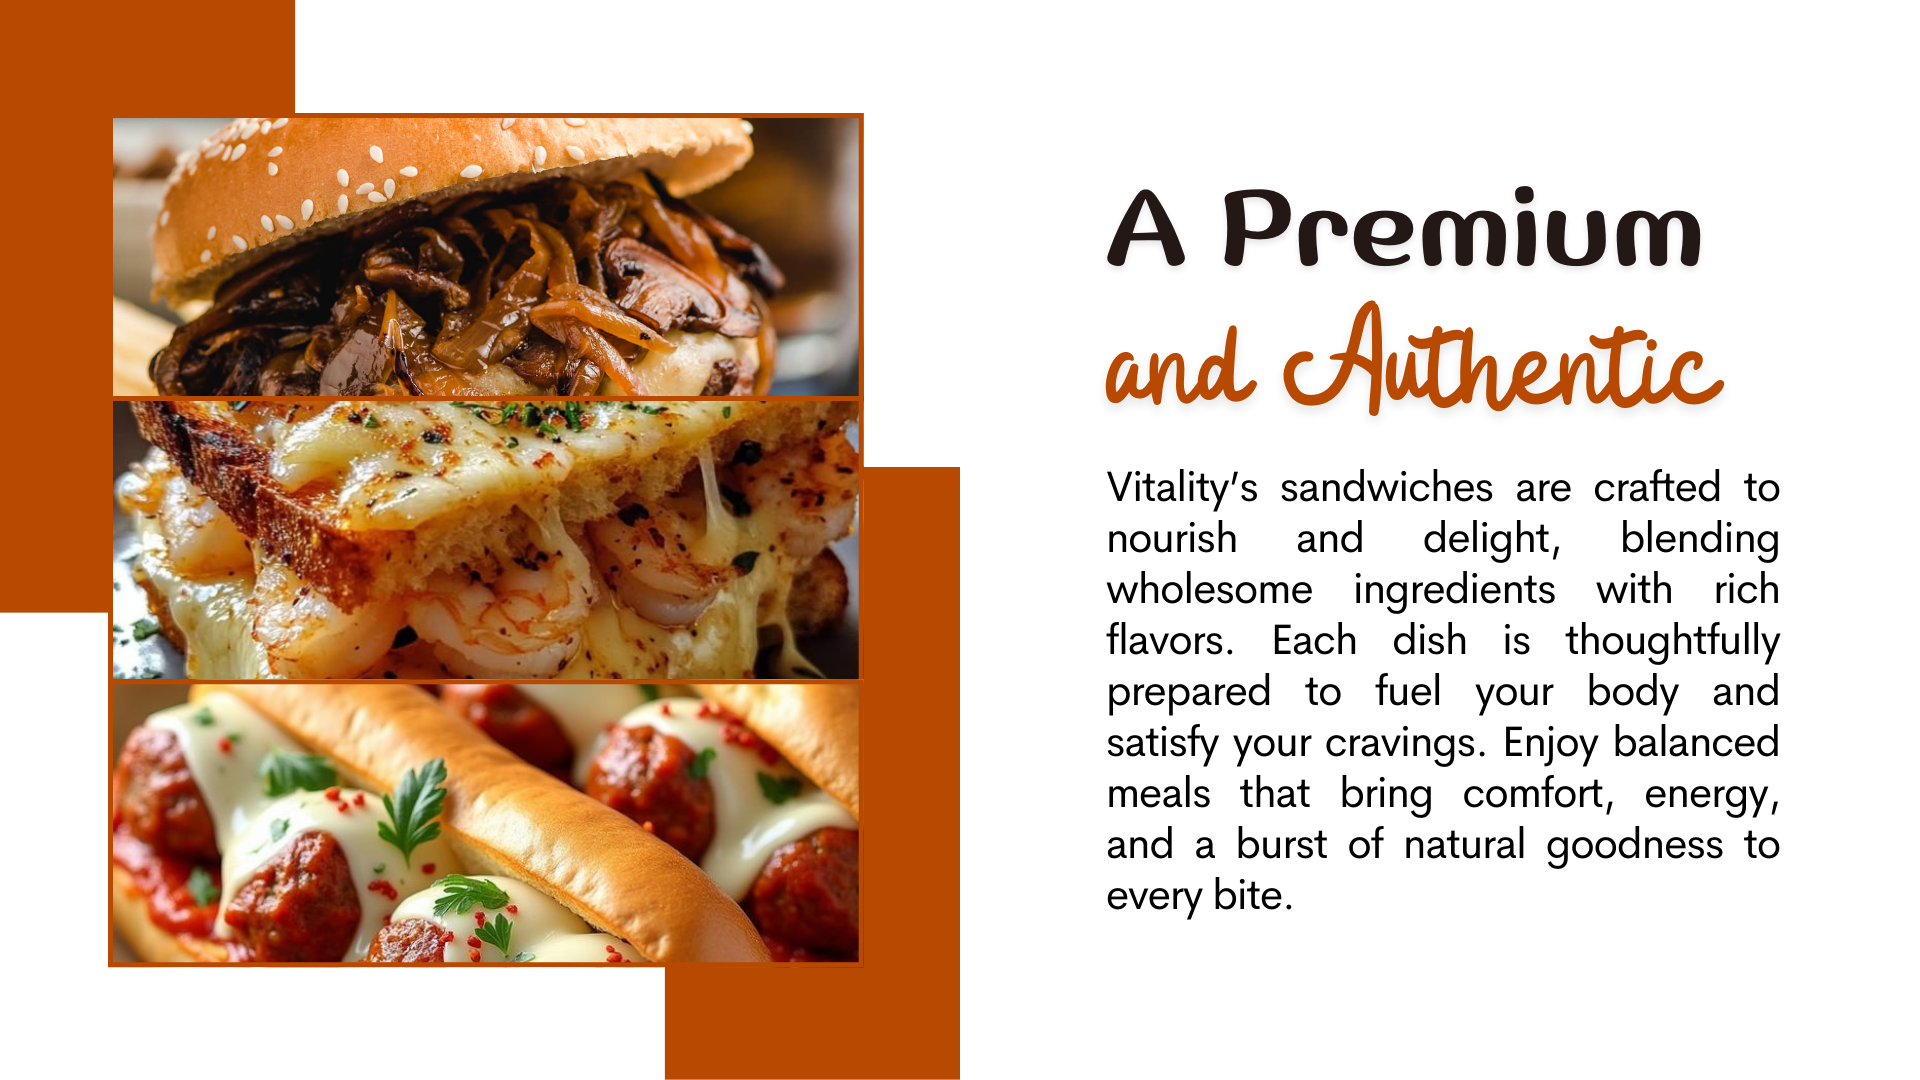 A Premium
and Authentic
Vitality’s sandwiches are crafted to
nourish and delight, blending
wholesome ingredients with rich
flavors. Each dish is thoughtfully
prepared to fuel your body and
satisfy your cravings. Enjoy balanced
meals that bring comfort, energy,
and a burst of natural goodness to
every bite.